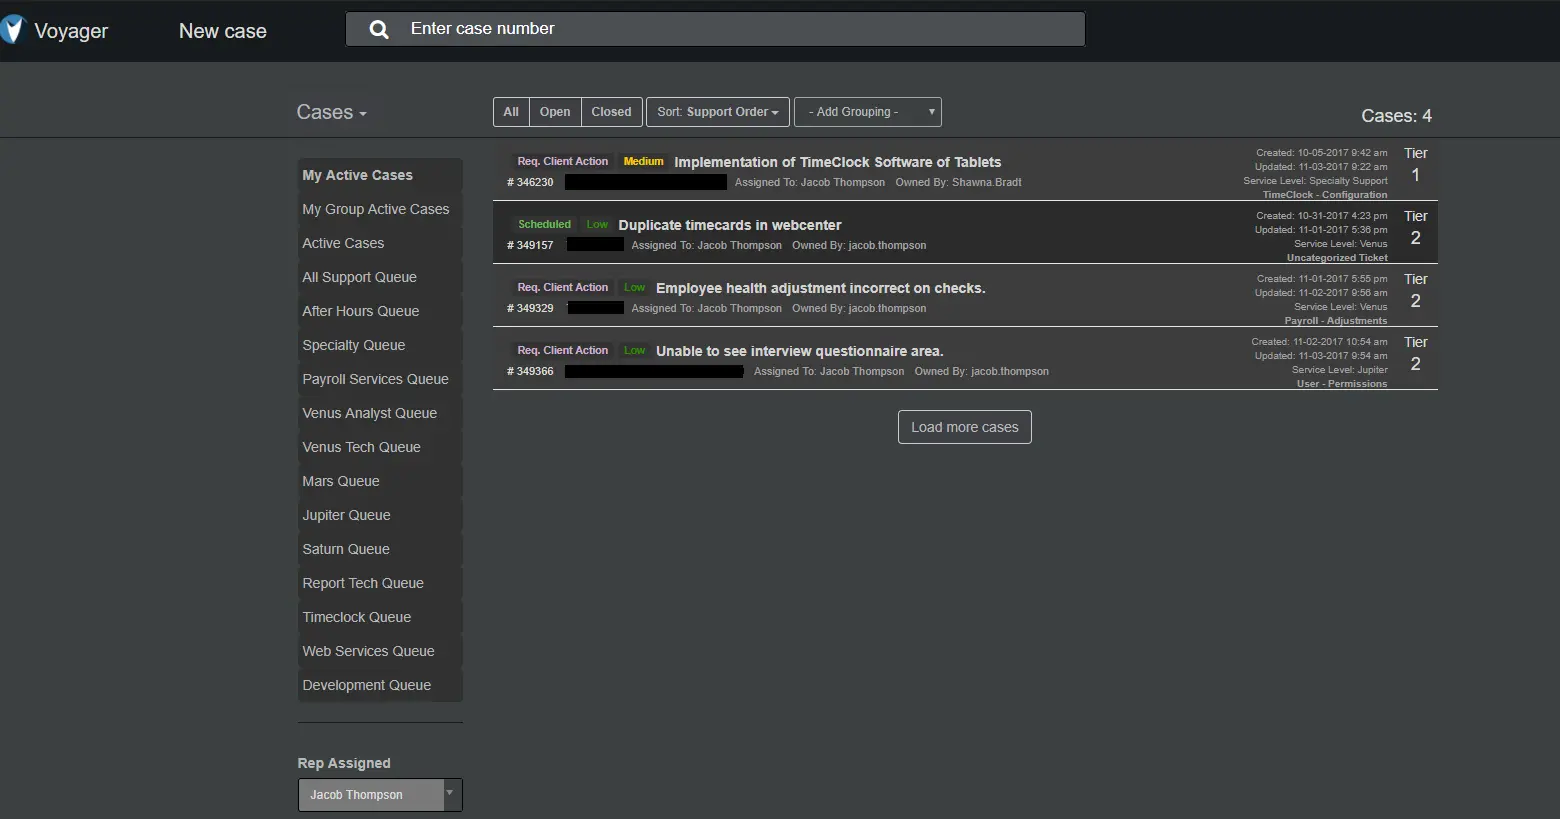 Voyager
New case
Enter case number
Cases
All
Open
Closed
Sort: Support Order
- Add Grouping -
Cases: 4
My Active Cases
My Group Active Cases
Active Cases
All Support Queue
After Hours Queue
Specialty Queue
Payroll Services Queue
Venus Analyst Queue
Venus Tech Queue
Mars Queue
Jupiter Queue
Saturn Queue
Report Tech Queue
Timeclock Queue
Web Services Queue
Development Queue
Rep Assigned
Jacob Thompson
Req. Client Action Medium Implementation of TimeClock Software of Tablets
# 346230 Assigned To: Jacob Thompson Owned By: Shawna.Bradt
Created: 10-05-2017 9:42 am
Updated: 11-03-2017 9:22 am
Service Level: Specialty Support
TimeClock - Configuration
Tier
1
Scheduled Low Duplicate timecards in webcenter
# 349157 Assigned To: Jacob Thompson Owned By: jacob.thompson
Created: 10-31-2017 4:23 pm
Updated: 11-01-2017 5:36 pm
Service Level: Venus
Uncategorized Ticket
Tier
2
Req. Client Action Low Employee health adjustment incorrect on checks.
# 349329 Assigned To: Jacob Thompson Owned By: jacob.thompson
Created: 11-01-2017 5:55 pm
Updated: 11-02-2017 9:56 am
Service Level: Venus
Payroll - Adjustments
Tier
2
Req. Client Action Low Unable to see interview questionnaire area.
# 349366 Assigned To: Jacob Thompson Owned By: jacob.thompson
Created: 11-02-2017 10:54 am
Updated: 11-03-2017 9:54 am
Service Level: Jupiter
User - Permissions
Tier
2
Load more cases